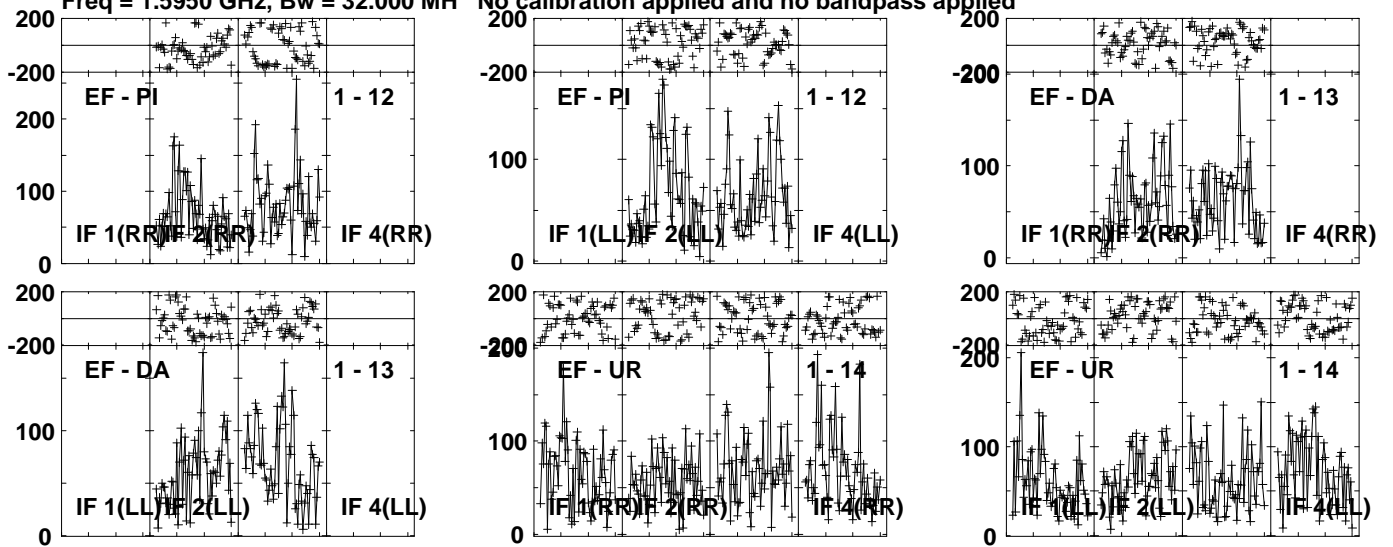 Freq = 1.5950 GHz, Bw = 32.000 MH No calibration applied and no bandpass applied
200
-200
EF - PI 1 - 12
200
100
IF 1(RR) IF 2(RR) IF 4(RR)
0
200
-200
EF - PI 1 - 12
100
IF 1(LL) IF 2(LL) IF 4(LL)
0
200
-200
200
EF - DA 1 - 13
100
IF 1(RR) IF 2(RR) IF 4(RR)
0
200
-200
EF - DA 1 - 13
100
IF 1(LL) IF 2(LL) IF 4(LL)
0
200
-200
200
EF - UR 1 - 14
100
IF 1(RR) IF 2(RR) IF 4(RR)
0
200
-200
200
EF - UR 1 - 14
100
IF 1(LL) IF 2(LL) IF 4(LL)
0